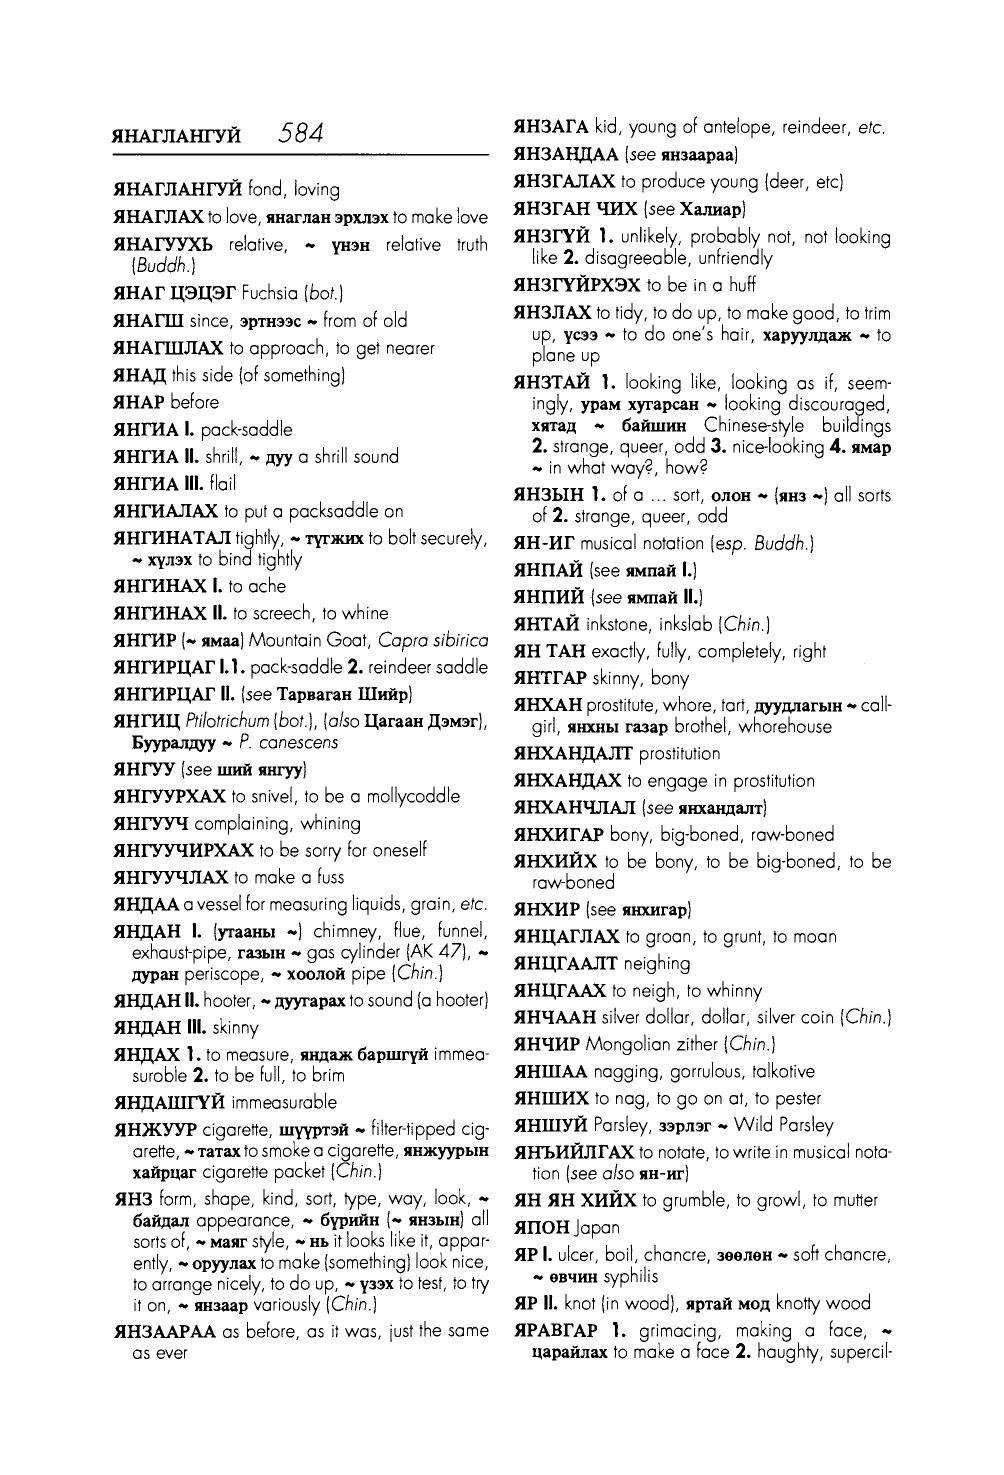 ЯНАГЛАНГУЙ 584
ЯНАГЛАНГУЙ fond, loving
ЯНАГЛАХ to love, янаглан эрхлэх to make love
ЯНАГУУХЬ relative, ~ үнэн relative truth
(Buddh.)
ЯНАГ ЦЭЦЭГ Fuchsia (bot.)
ЯНАГШ since, эртнээс ~ from of old
ЯНАГШЛАХ to approach, to get nearer
ЯНАД this side (of something)
ЯНАР before
ЯНГИА I. pack-saddle
ЯНГИА II. shrill, ~ дуу a shrill sound
ЯНГИА III. flail
ЯНГИАЛАХ to put a packsaddle on
ЯНГИНАТАЛ tightly, ~ түгжих to bolt securely,
~ хүлэх to bind tightly
ЯНГИНАХ I. to ache
ЯНГИНАХ II. to screech, to whine
ЯНГИР (~ ямаа) Mountain Goat, Capra sibirica
ЯНГИРЦАГ I.1. pack-saddle 2. reindeer saddle
ЯНГИРЦАГ II. (see Тарваган Шийр)
ЯНГИЦ Ptilotrichum (bot.), (also Цагаан Дэмэг),
Бууралдуу ~ P. canescens
ЯНГУУ (see ший янгуу)
ЯНГУУРХАХ to snivel, to be a mollycoddle
ЯНГУУЧ complaining, whining
ЯНГУУЧИРХАХ to be sorry for oneself
ЯНГУУЧЛАХ to make a fuss
ЯНДАА a vessel for measuring liquids, grain, etc.
ЯНДАН I. (утааны ~) chimney, flue, funnel,
exhaust-pipe, газын ~ gas cylinder (AK 47), ~
дуран periscope, ~ хоолой pipe (Chin.)
ЯНДАН II. hooter, ~ дуугарах to sound (a hooter)
ЯНДАН III. skinny
ЯНДАХ 1. to measure, яндаж баршгүй immea-
surable 2. to be full, to brim
ЯНДАШГҮЙ immeasurable
ЯНЖУУР cigarette, шүүртэй ~ filter-tipped cig-
arette, ~ татах to smoke a cigarette, янжуурын
хайрцаг cigarette packet (Chin.)
ЯНЗ form, shape, kind, sort, type, way, look, ~
байдал appearance, ~ бүрийн (~ янзын) all
sorts of, ~ маяг style, ~ нь it looks like it, appar-
ently, ~ оруулах to make (something) look nice,
to arrange nicely, to do up, ~ үзэх to test, to try
it on, ~ янзаар variously (Chin.)
ЯНЗААРАА as before, as it was, just the same
as ever
ЯНЗАГА kid, young of antelope, reindeer, etc.
ЯНЗАНДАА (see янзаараа)
ЯНЗГАЛАХ to produce young (deer, etc)
ЯНЗГАН ЧИХ (see Халиар)
ЯНЗГҮЙ 1. unlikely, probably not, not looking
like 2. disagreeable, unfriendly
ЯНЗГҮЙРХЭХ to be in a huff
ЯНЗЛАХ to tidy, to do up, to make good, to trim
up, үсээ ~ to do one's hair, харуулдаж ~ to
plane up
ЯНЗТАЙ 1. looking like, looking as if, seem-
ingly, урам хугарсан ~ looking discouraged,
хятад ~ байшин Chinese-style buildings
2. strange, queer, odd 3. nice-looking 4. ямар
~ in what way?, how?
ЯНЗЫН 1. of a ... sort, олон ~ (янз ~) all sorts
of 2. strange, queer, odd
ЯН-ИГ musical notation (esp. Buddh.)
ЯНПАЙ (see ямпай I.)
ЯНПИЙ (see ямпай II.)
ЯНТАЙ inkstone, inkslab (Chin.)
ЯН ТАН exactly, fully, completely, right
ЯНТГАР skinny, bony
ЯНХАН prostitute, whore, tart, дуудлагын ~ call-
girl, янхны газар brothel, whorehouse
ЯНХАНДАЛТ prostitution
ЯНХАНДАХ to engage in prostitution
ЯНХАНЧЛАЛ (see янхандалт)
ЯНХИГАР bony, big-boned, raw-boned
ЯНХИЙХ to be bony, to be big-boned, to be
raw-boned
ЯНХИР (see янхигар)
ЯНЦАГЛАХ to groan, to grunt, to moan
ЯНЦГААЛТ neighing
ЯНЦГААХ to neigh, to whinny
ЯНЧААН silver dollar, dollar, silver coin (Chin.)
ЯНЧИР Mongolian zither (Chin.)
ЯНШАА nagging, gorrulous, talkotive
ЯНШИХ to nag, to go on at, to pester
ЯНШУЙ Parsley, зэрлэг ~ Wild Parsley
ЯНЪИЙЛГАХ to notate, to write in musical nota-
tion (see also ян-иг)
ЯН ЯН ХИЙХ to grumble, to growl, to mutter
ЯПОН Japan
ЯР I. ulcer, boil, chancre, зөөлөн ~ soft chancre,
~ өвчин syphilis
ЯР II. knot (in wood), яртай мод knotty wood
ЯРАВГАР 1. grimacing, making a face, ~
царайлах to make a face 2. haughty, supercil-